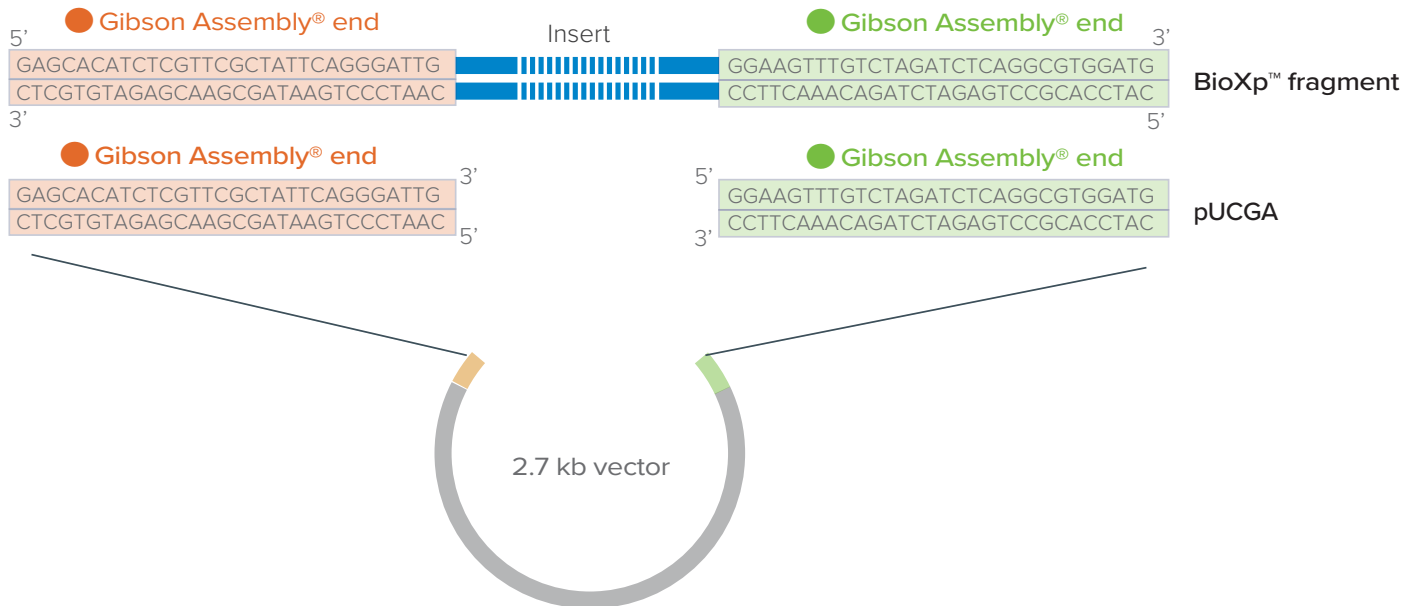 Gibson Assembly® end
Insert
Gibson Assembly® end
5’
3’
GAGCACATCTCGTTCGCTATTCAGGGATTG
GGAAGTTTGTCTAGATCTCAGGCGTGGATG
BioXp™ fragment
CTCGTGTAGAGCAAGCGATAAGTCCCTAAC
CCTTCAAACAGATCTAGAGTCCGCACCTAC
3’
5’
Gibson Assembly® end
Gibson Assembly® end
3’
5’
GAGCACATCTCGTTCGCTATTCAGGGATTG
GGAAGTTTGTCTAGATCTCAGGCGTGGATG
pUCGA
CTCGTGTAGAGCAAGCGATAAGTCCCTAAC
CCTTCAAACAGATCTAGAGTCCGCACCTAC
5’
3’
2.7 kb vector